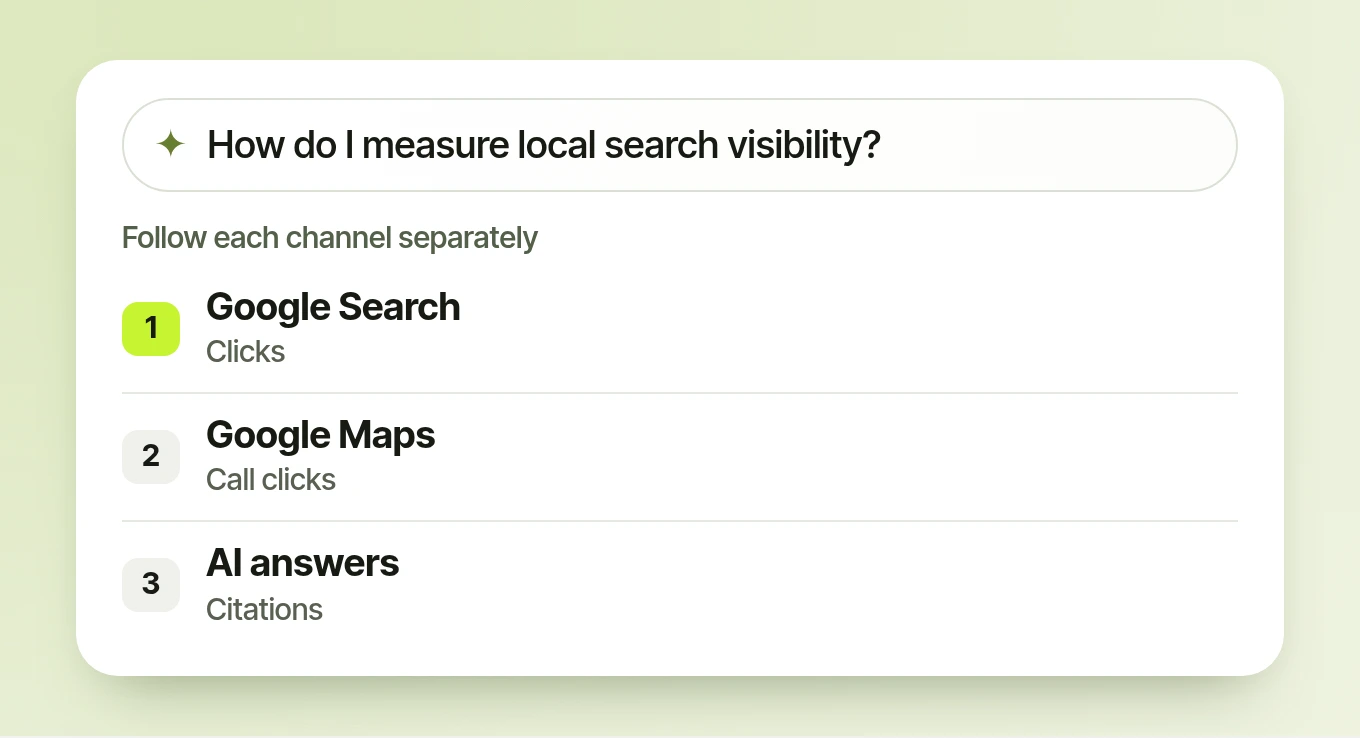 ✦ How do I measure local search visibility?
Follow each channel separately
1 Google Search
Clicks
2 Google Maps
Call clicks
3 AI answers
Citations